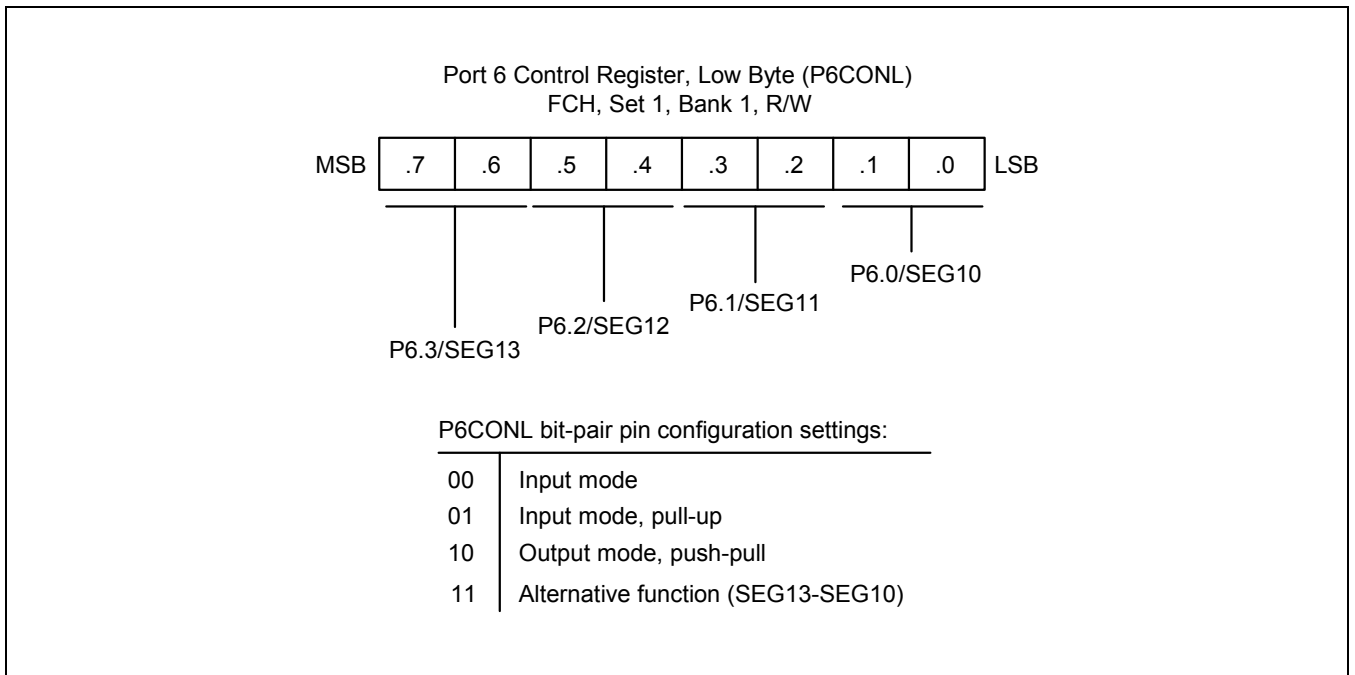 Port 6 Control Register, Low Byte (P6CONL)
FCH, Set 1, Bank 1, R/W
MSB .7 .6 .5 .4 .3 .2 .1 .0 LSB
P6.0/SEG10
P6.1/SEG11
P6.2/SEG12
P6.3/SEG13
P6CONL bit-pair pin configuration settings:
00 Input mode
01 Input mode, pull-up
10 Output mode, push-pull
11 Alternative function (SEG13-SEG10)